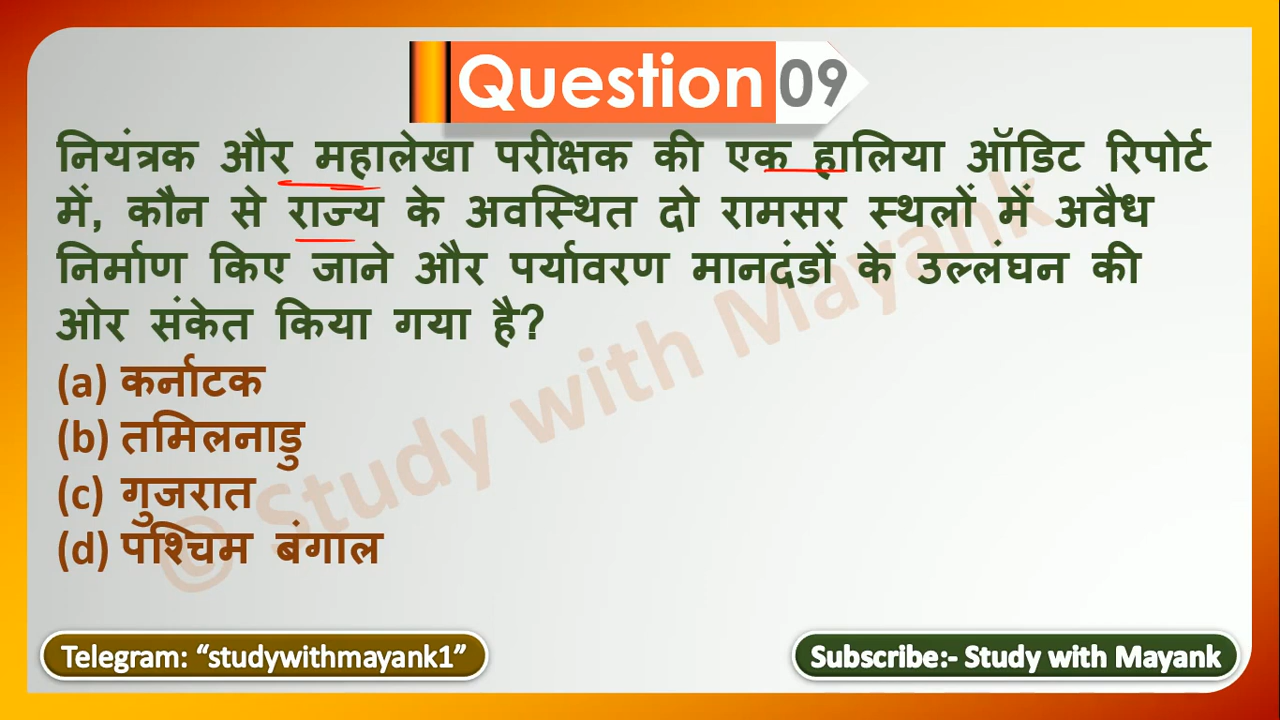 Question 09
नियंत्रक और महालेखा परीक्षक की एक हालिया ऑडिट रिपोर्ट
में, कौन से राज्य के अवस्थित दो रामसर स्थलों में अवैध
निर्माण किए जाने और पर्यावरण मानदंडों के उल्लंघन की
ओर संकेत किया गया है?
(a) कर्नाटक
(b) तमिलनाडु
(c) गुजरात
(d) पश्चिम बंगाल
© Study with Mayank
Telegram: “studywithmayank1”
Subscribe:- Study with Mayank